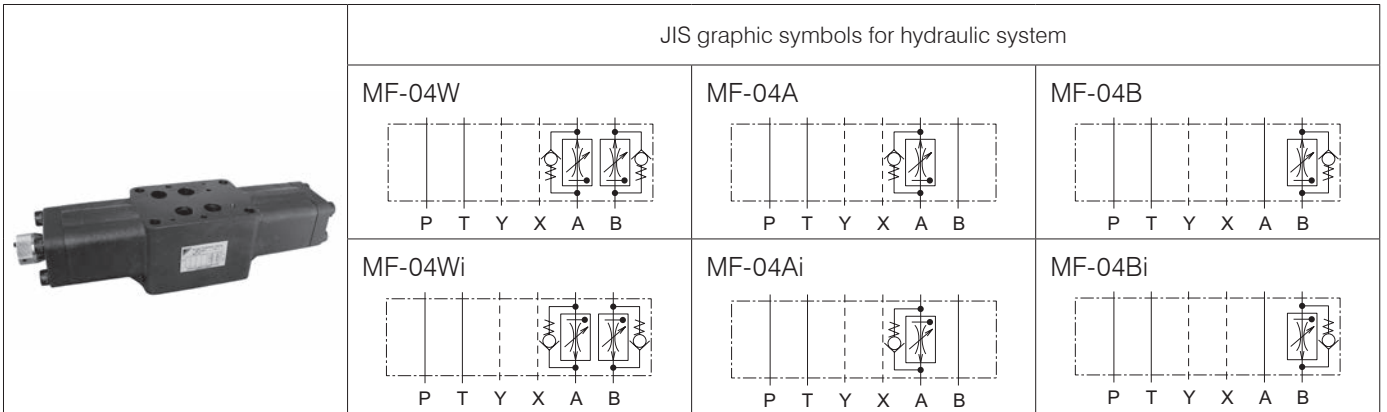 JIS graphic symbols for hydraulic system
MF-04W
MF-04A
MF-04B
P T Y X A B
P T Y X A B
P T Y X A B
MF-04Wi
MF-04Ai
MF-04Bi
P T Y X A B
P T Y X A B
P T Y X A B